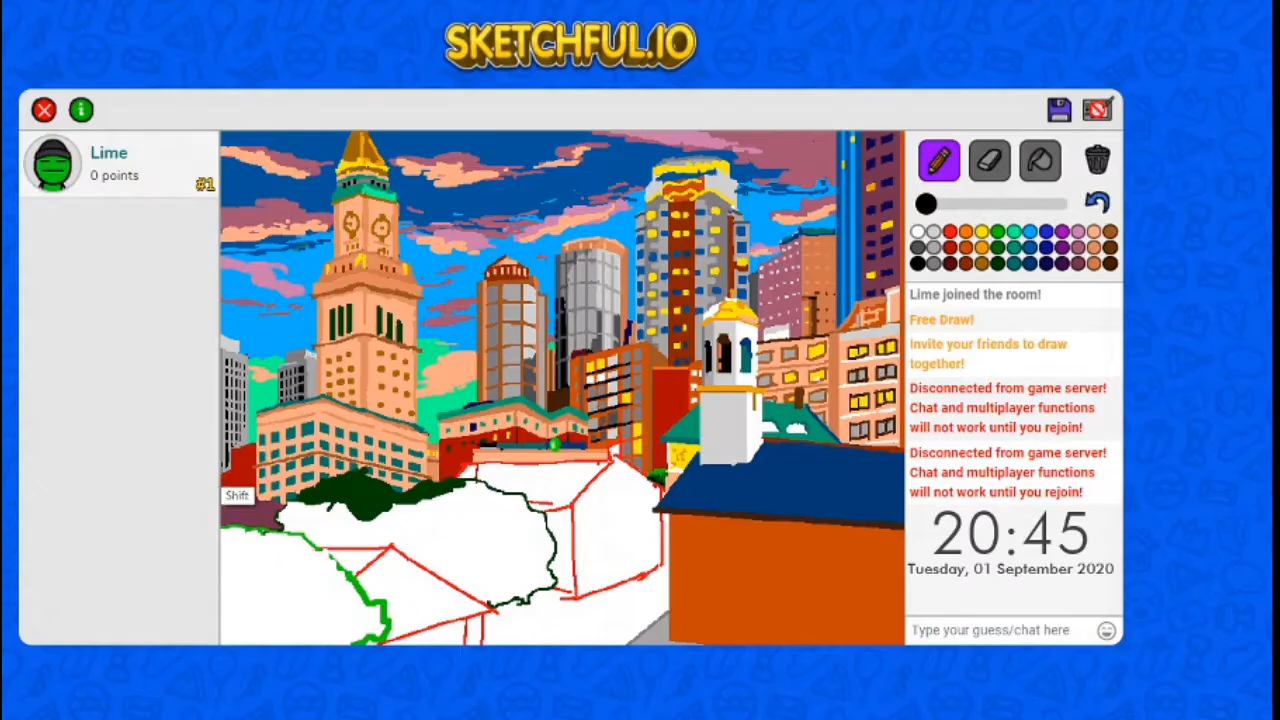 SKETCHFUL.IO
Lime
0 points
#1
Shift
Lime joined the room!
Free Draw!
Invite your friends to draw
together!
Disconnected from game server!
Chat and multiplayer functions
will not work until you rejoin!
Disconnected from game server!
Chat and multiplayer functions
will not work until you rejoin!
20:45
Tuesday, 01 September 2020
Type your guess/chat here